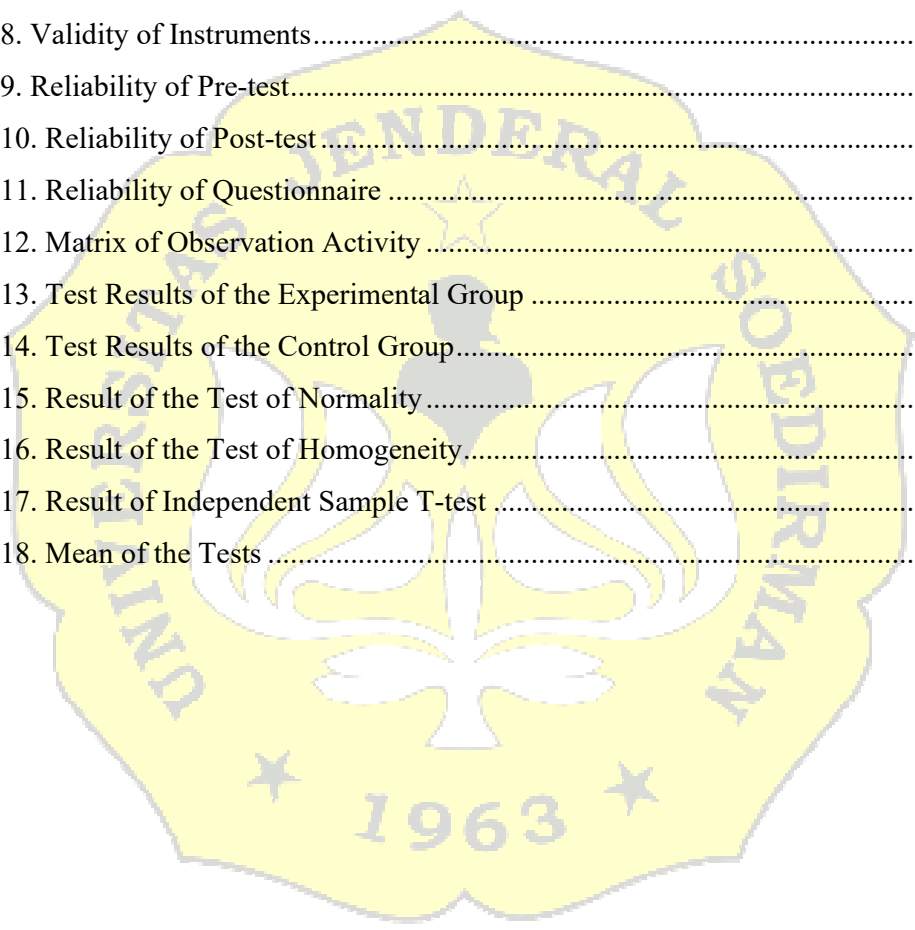 8. Validity of Instruments................................................................................
9. Reliability of Pre-test...................................................................................
10. Reliability of Post-test................................................................................
11. Reliability of Questionnaire.......................................................................
12. Matrix of Observation Activity..................................................................
13. Test Results of the Experimental Group....................................................
14. Test Results of the Control Group..............................................................
15. Result of the Test of Normality..................................................................
16. Result of the Test of Homogeneity.............................................................
17. Result of Independent Sample T-test.........................................................
18. Mean of the Tests.......................................................................................
UNIVERSITAS JENDERAL SOEDIRMAN
1963